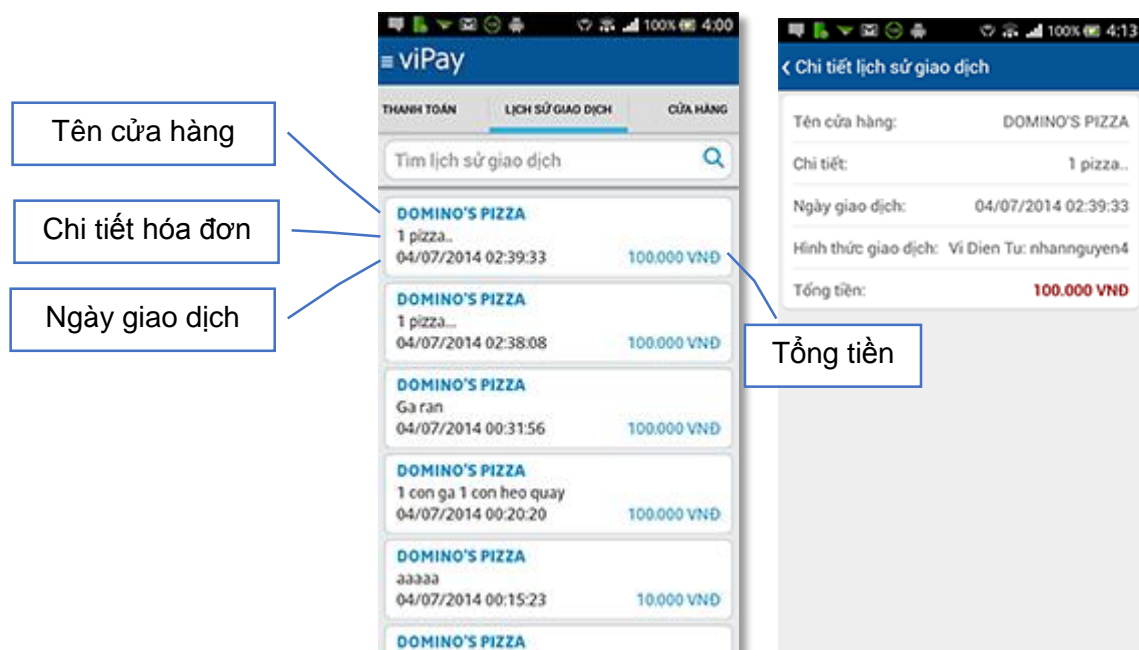 Tên cửa hàng
Chi tiết hóa đơn
Ngày giao dịch
100% 4:00
≡ viPay
THANH TOÁN LỊCH SỬ GIAO DỊCH CỬA HÀNG
Tìm lịch sử giao dịch
DOMINO'S PIZZA
1 pizza..
04/07/2014 02:39:33 100.000 VNĐ
DOMINO'S PIZZA
1 pizza...
04/07/2014 02:38:08 100.000 VNĐ
DOMINO'S PIZZA
Ga ran
04/07/2014 00:31:56 100.000 VNĐ
DOMINO'S PIZZA
1 con ga 1 con heo quay
04/07/2014 00:20:20 100.000 VNĐ
DOMINO'S PIZZA
aaaaa
04/07/2014 00:15:23 10.000 VNĐ
DOMINO'S PIZZA
Tổng tiền
100% 4:13
Chi tiết lịch sử giao dịch
Tên cửa hàng: DOMINO'S PIZZA
Chi tiết: 1 pizza..
Ngày giao dịch: 04/07/2014 02:39:33
Hình thức giao dịch: Vi Dien Tu: nhannguyen4
Tổng tiền: 100.000 VNĐ